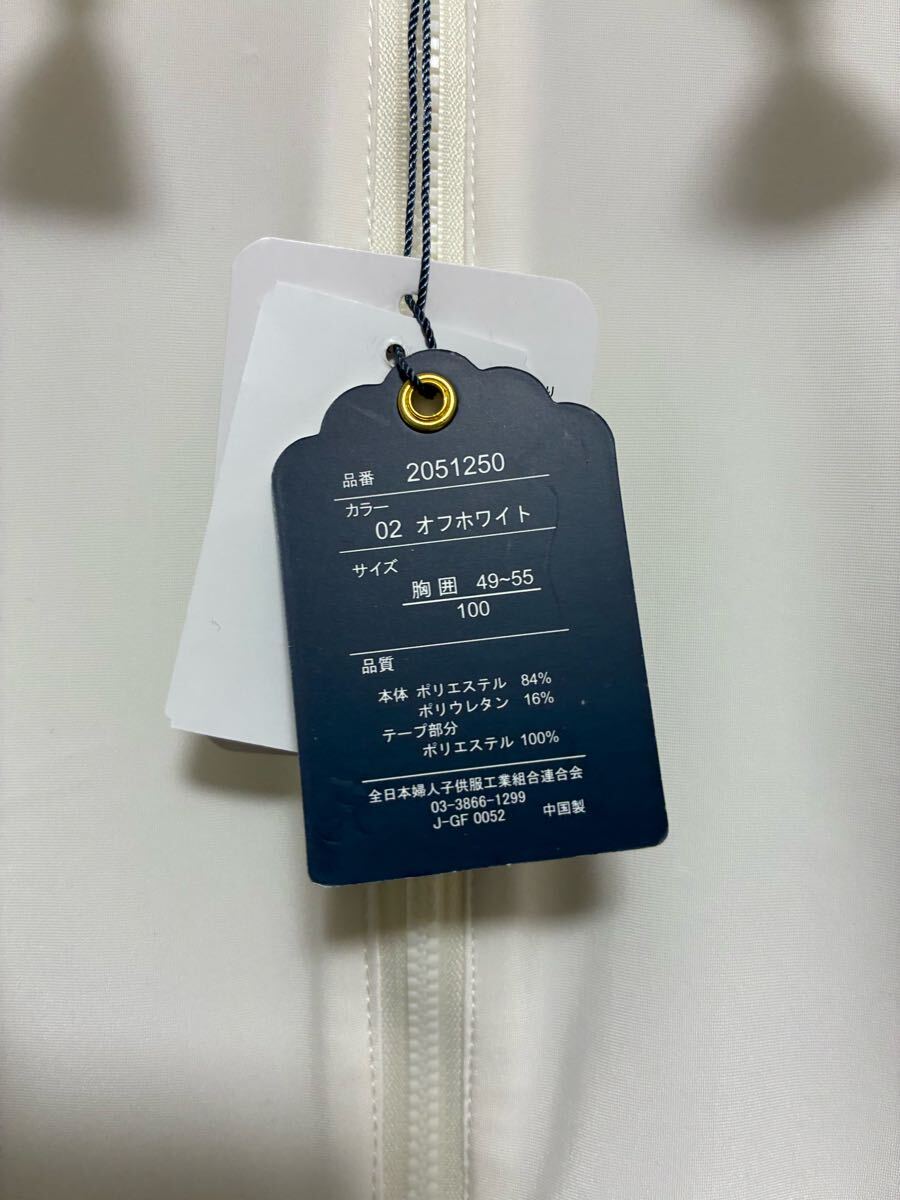 品番 2051250
カラー
02 オフホワイト
サイズ
胸囲 49~55
100
品質
本体 ポリエステル 84%
ポリウレタン 16%
テープ部分
ポリエステル 100%
全日本婦人子供服工業組合連合会
03-3866-1299
J-GF 0052 中国製